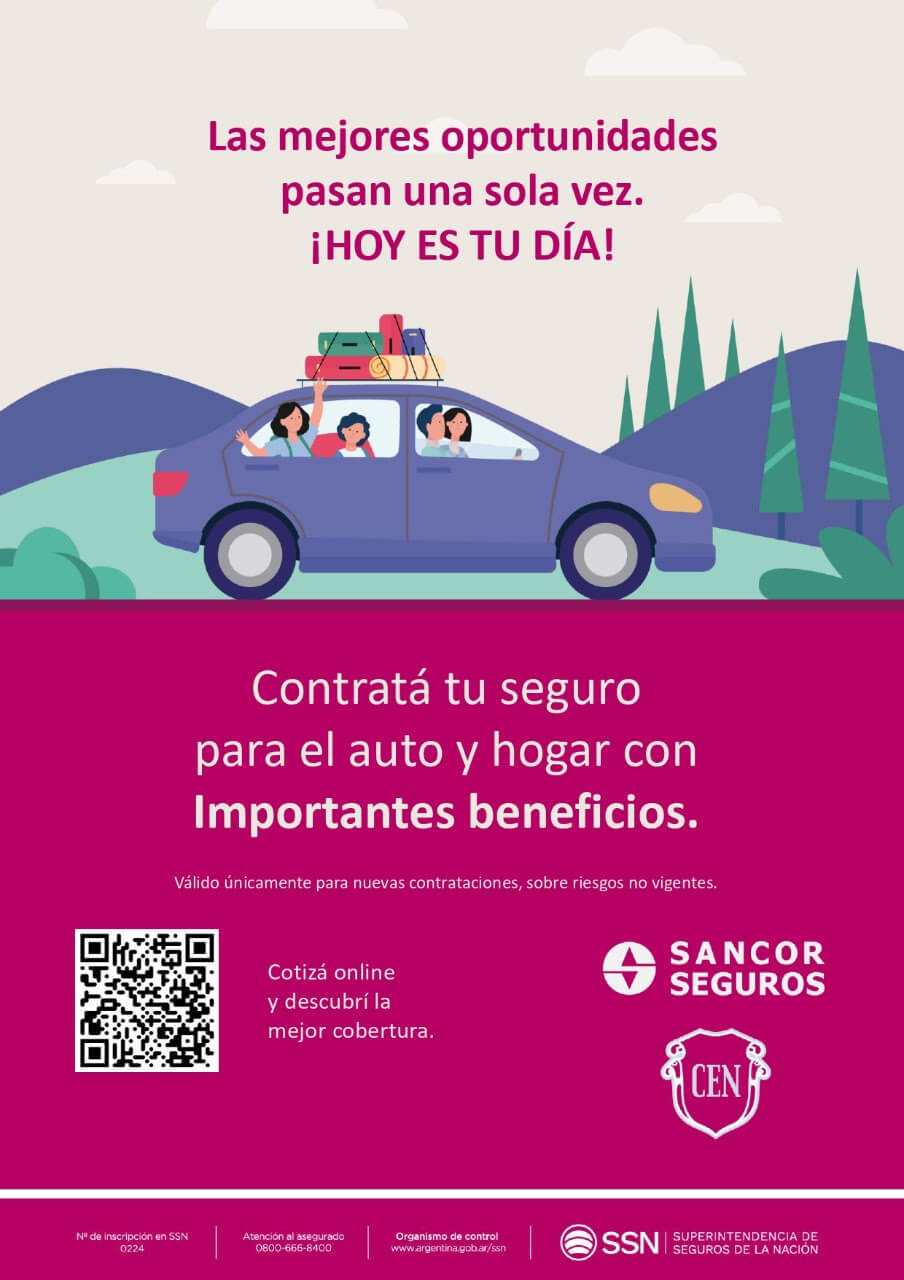 Las mejores oportunidades
pasan una sola vez.
¡HOY ES TU DÍA!
Contratá tu seguro
para el auto y hogar con
Importantes beneficios.
Válido únicamente para nuevas contrataciones, sobre riesgos no vigentes.
Cotizá online
y descubrí la
mejor cobertura.
SANCOR
SEGUROS
CEN
Nº de inscripción en SSN
0224
Atención al asegurado
0800-666-8400
Organismo de control
www.argentina.gob.ar/ssn
SSN
SUPERINTENDENCIA DE
SEGUROS DE LA NACIÓN